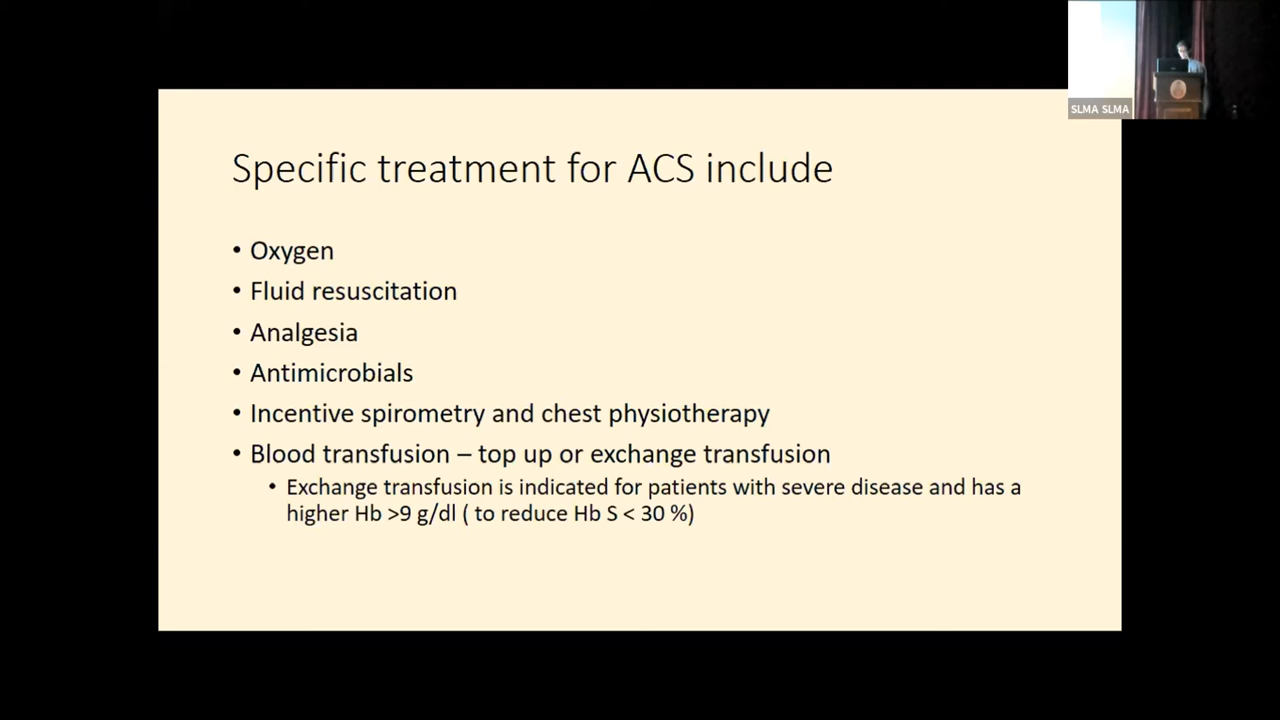 SLMA SLMA
Specific treatment for ACS include
• Oxygen
• Fluid resuscitation
• Analgesia
• Antimicrobials
• Incentive spirometry and chest physiotherapy
• Blood transfusion – top up or exchange transfusion
• Exchange transfusion is indicated for patients with severe disease and has a
higher Hb >9 g/dl ( to reduce Hb S < 30 %)